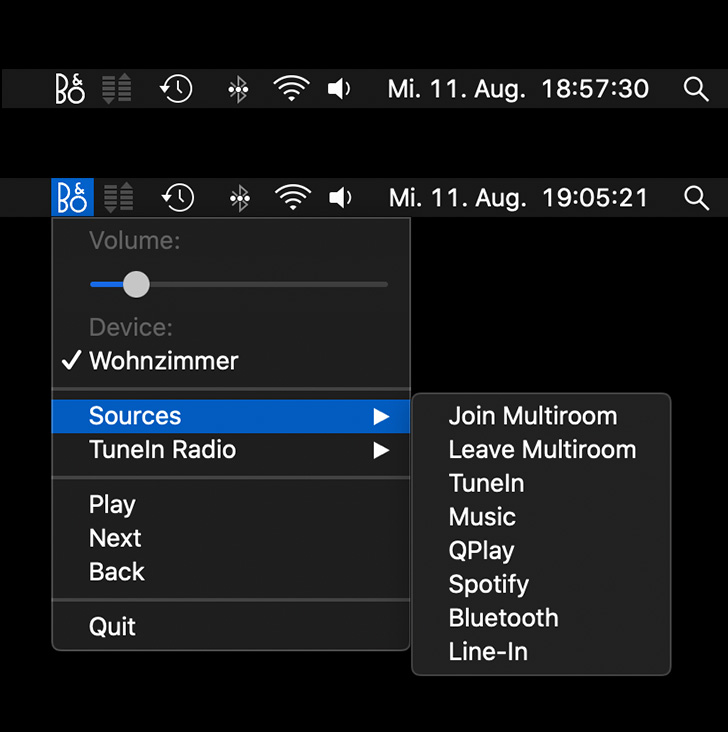 B&O Mi. 11. Aug. 18:57:30
B&O Mi. 11. Aug. 19:05:21
Volume:
Device:
✓ Wohnzimmer
Sources ▶
TuneIn Radio ▶
Play
Next
Back
Quit
Join Multiroom
Leave Multiroom
TuneIn
Music
QPlay
Spotify
Bluetooth
Line-In